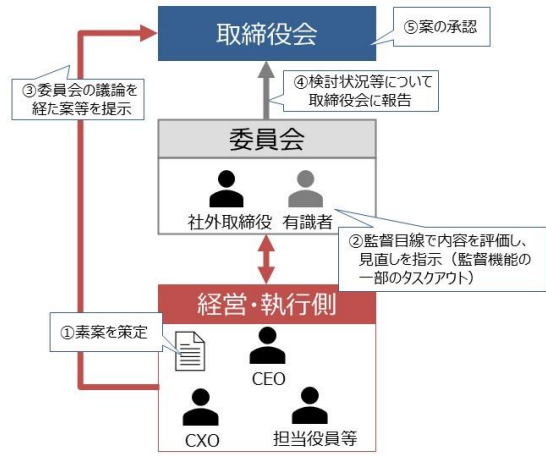 取締役会
⑤案の承認
③委員会の議論を
経た案等を提示
④検討状況等について
取締役会に報告
委員会
社外取締役 有識者
②監督目線で内容を評価し、
見直しを指示（監督機能の
一部のタスクアウト）
経営・執行側
①素案を策定
CEO
CXO
担当役員等